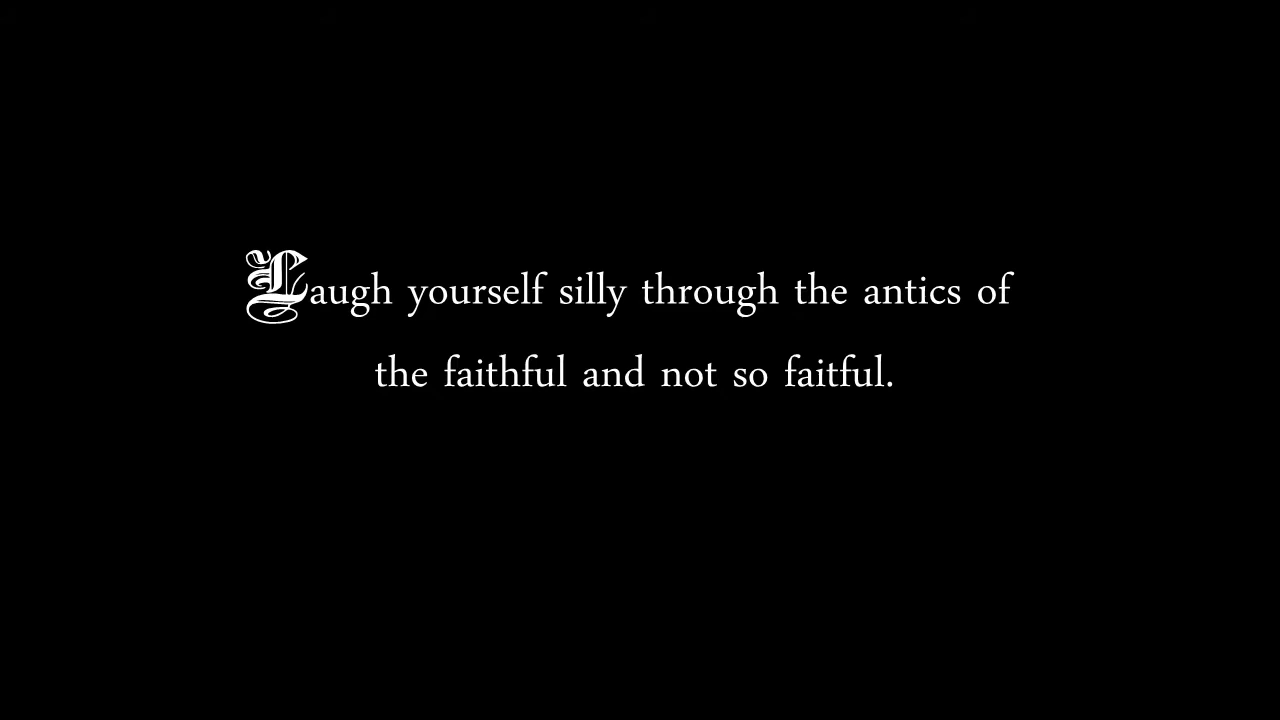 Laugh yourself silly through the antics of
the faithful and not so faitful.